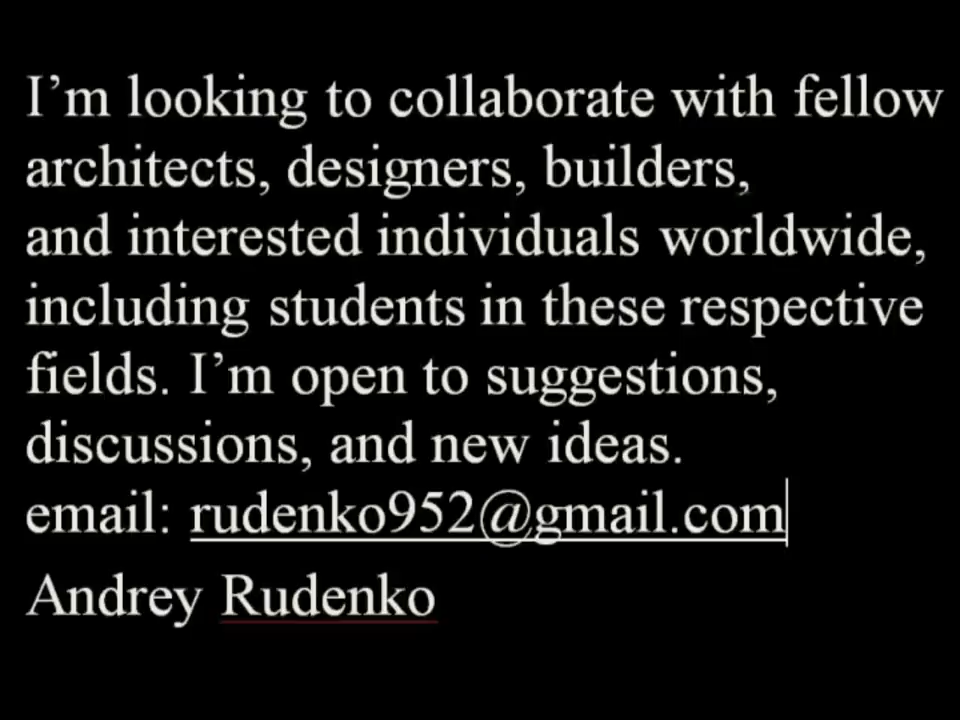 I’m looking to collaborate with fellow
architects, designers, builders,
and interested individuals worldwide,
including students in these respective
fields. I’m open to suggestions,
discussions, and new ideas.
email: rudenko952@gmail.com
Andrey Rudenko